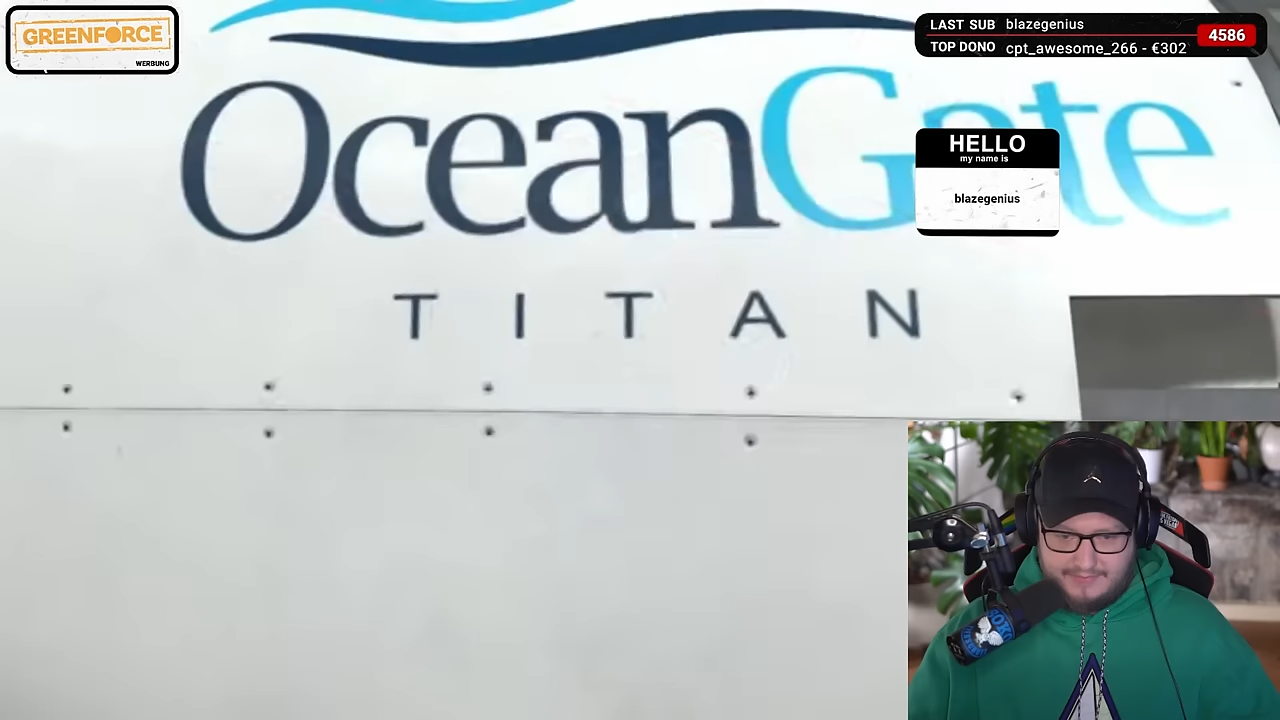 GREENFORCE
WERBUNG
LAST SUB blazegenius
TOP DONO cpt_awesome_266 - €302
4586
OceanGate
HELLO
my name is
blazegenius
TITAN